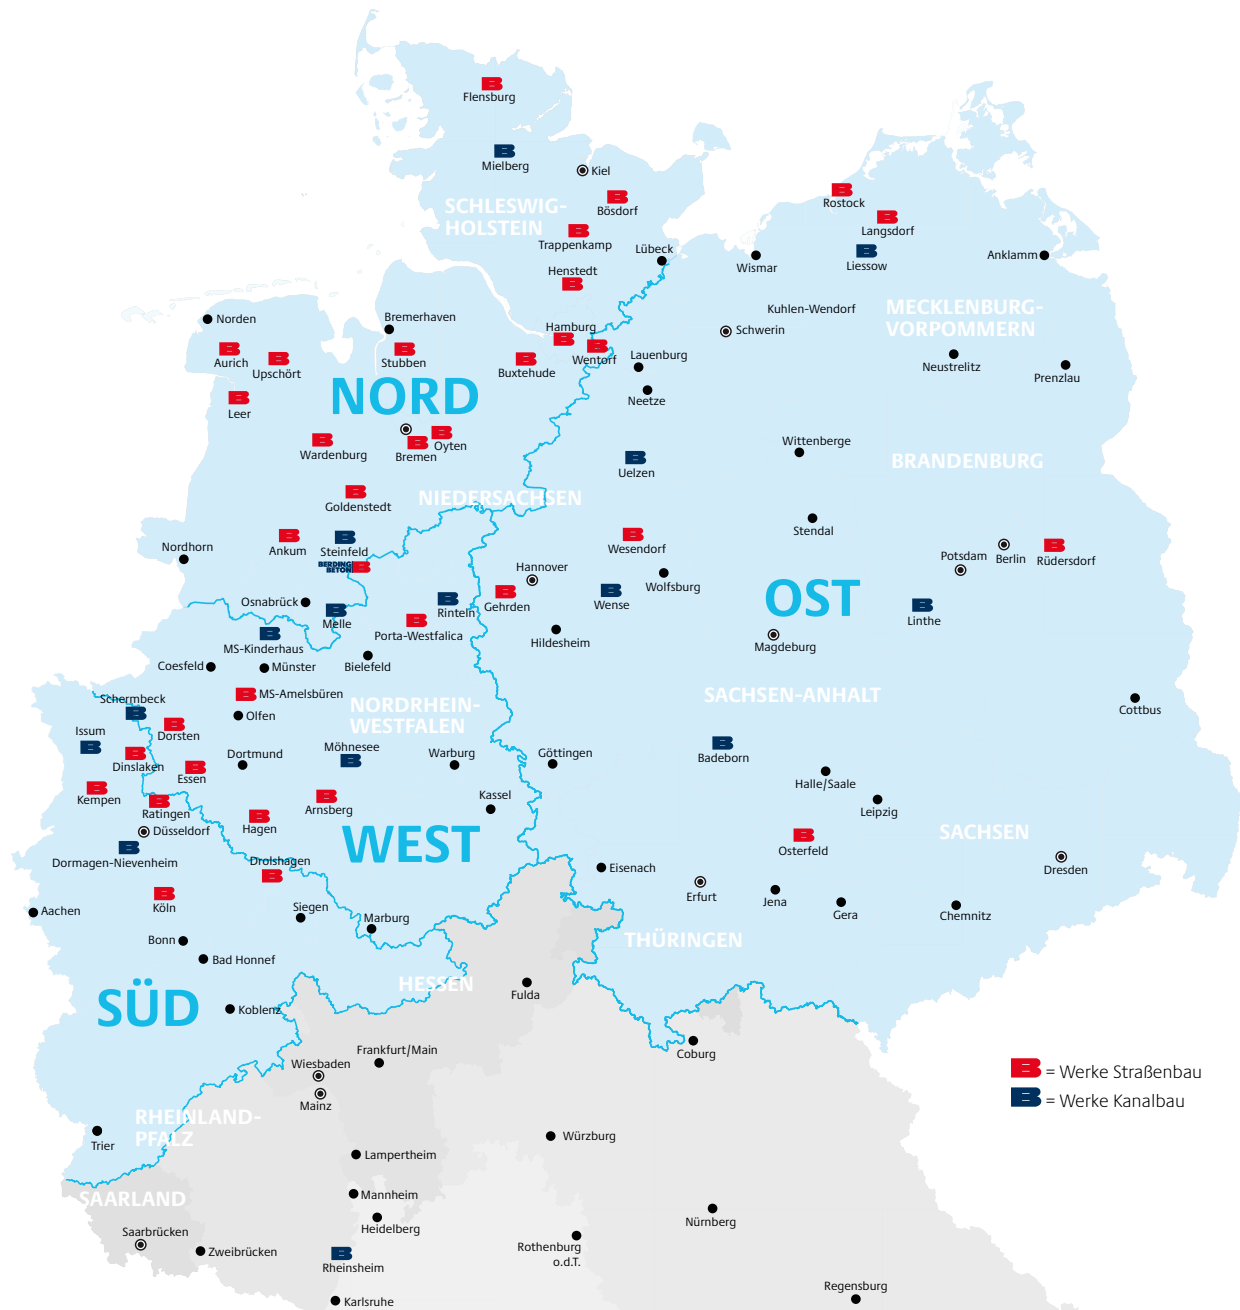 Flensburg
Mielberg
Kiel
SCHLESWIG-
HOLSTEIN
Bösdorf
Rostock
Langsdorf
Trappenkamp
Lübeck
Henstedt
Wismar
Liessow
Anklamm
Norden
Bremerhaven
Kuhlen-Wendorf
MECKLENBURG-
VORPOMMERN
Schwerin
Hamburg
Wentorf
Aurich
Upschört
Stubben
Buxtehude
Lauenburg
Neustrelitz
Prenzlau
NORD
Leer
Neetze
Wardenburg
Bremen
Oyten
Wittenberge
BRANDENBURG
Uelzen
Goldenstedt
NIEDERSACHSEN
Stendal
Ankum
Steinfeld
BERDING
BETON
Nordhorn
Wesendorf
Potsdam
Berlin
Rüdersdorf
Hannover
Wolfsburg
Gehrden
Wense
OST
Linthe
Osnabrück
Melle
Rinteln
Porta-Westfalica
Hildesheim
Magdeburg
MS-Kinderhaus
Coesfeld
Münster
Bielefeld
MS-Amelsbüren
NORDRHEIN-
WESTFALEN
SACHSEN-ANHALT
Cottbus
Schermbeck
Olfen
Issum
Dorsten
Dinslaken
Essen
Dortmund
Möhnesee
Warburg
Göttingen
Badeborn
Halle/Saale
Leipzig
Kempen
Ratingen
Arnsberg
Kassel
Hagen
Düsseldorf
WEST
SACHSEN
Osterfeld
Dormagen-Nievenheim
Drolshagen
Eisenach
Erfurt
Jena
Gera
Chemnitz
Dresden
Köln
Aachen
Siegen
Marburg
Bonn
Bad Honnef
THÜRINGEN
HESSEN
Fulda
SÜD
Koblenz
Coburg
Frankfurt/Main
Wiesbaden
Mainz
= Werke Straßenbau
= Werke Kanalbau
RHEINLAND-
PFALZ
Trier
Würzburg
Lampertheim
Mannheim
SAARLAND
Heidelberg
Nürnberg
Saarbrücken
Zweibrücken
Rheinsheim
Rothenburg
o.d.T.
Karlsruhe
Regensburg